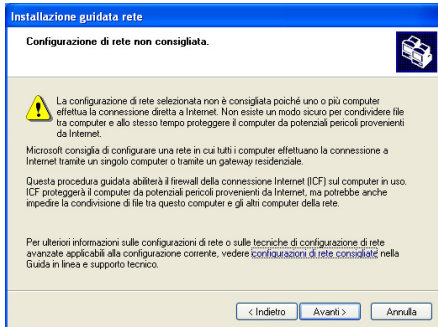 Installazione guidata rete
Configurazione di rete non consigliata.
La configurazione di rete selezionata non è consigliata poiché uno o più computer
effettua la connessione diretta a Internet. Non esiste un modo sicuro per condividere file
tra computer e allo stesso tempo proteggere il computer da potenziali pericoli provenienti
da Internet.
Microsoft consiglia di configurare una rete in cui tutti i computer effettuano la connessione a
Internet tramite un singolo computer o tramite un gateway residenziale.
Questa procedura guidata abiliterà il firewall della connessione Internet (ICF) sul computer in uso.
ICF proteggerà il computer da potenziali pericoli provenienti da Internet, ma potrebbe anche
impedire la condivisione di file tra questo computer e gli altri computer della rete.
Per ulteriori informazioni sulle configurazioni di rete o sulle tecniche di configurazione di rete
avanzate applicabili alla configurazione corrente, vedere configurazioni di rete consigliate nella
Guida in linea e supporto tecnico.
< Indietro Avanti > Annulla